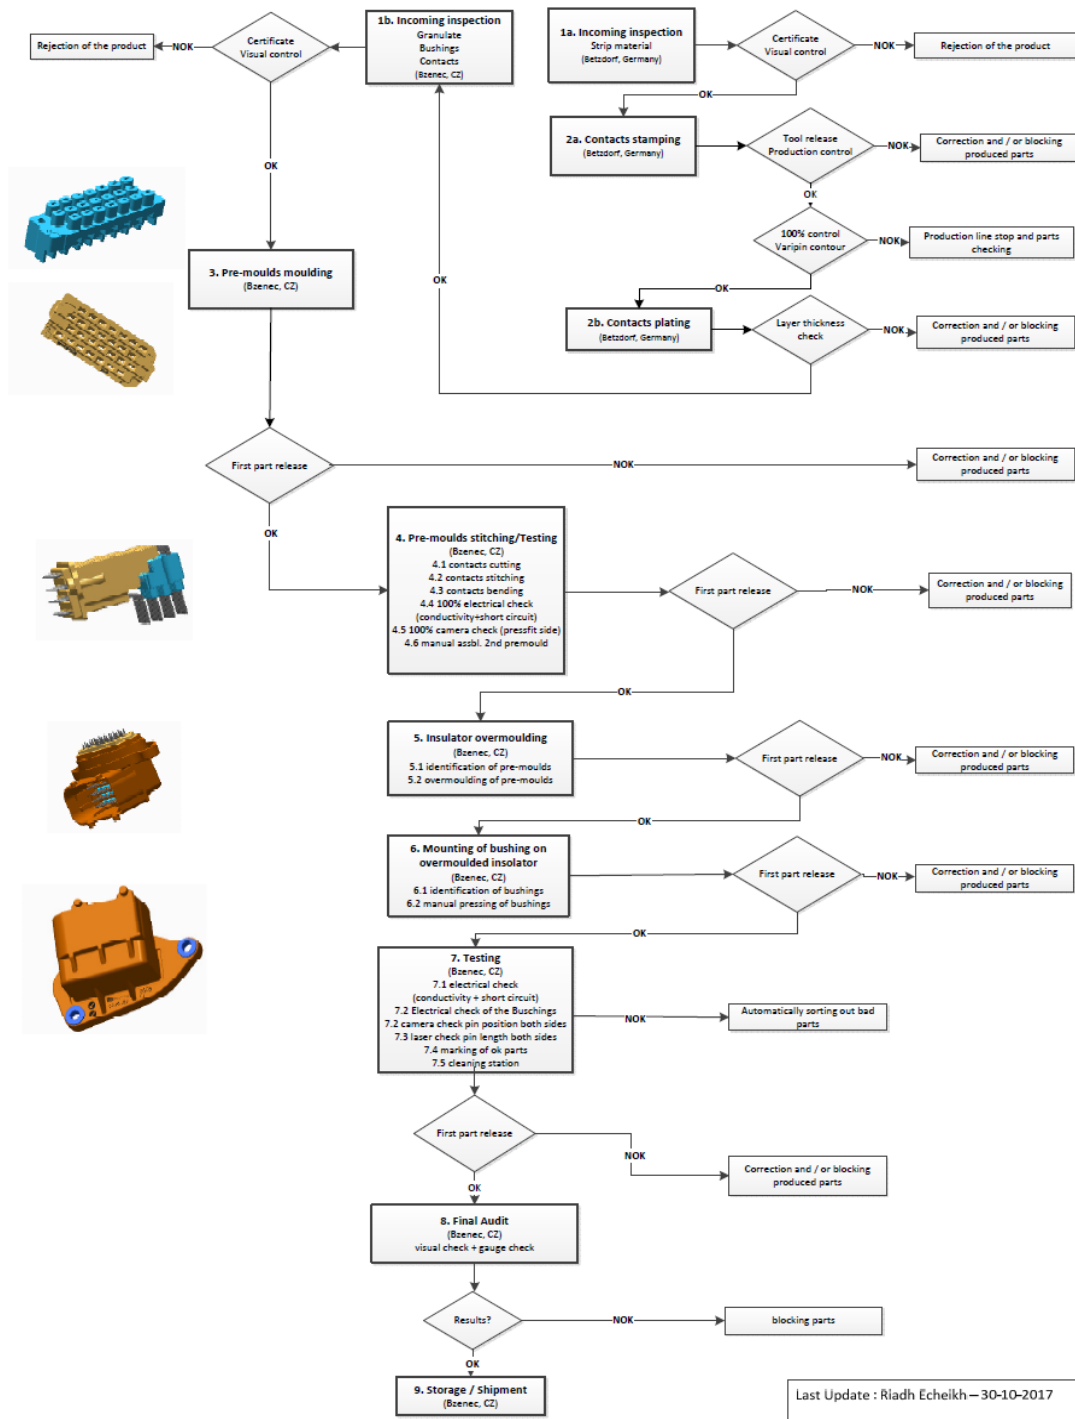 1b. Incoming inspection
Granulate
Bushings
Contacts
(Bzenec, CZ)
Certificate
Visual control
NOK
Rejection of the product
1a. Incoming inspection
Strip material
(Betzdorf, Germany)
Certificate
Visual control
NOK
Rejection of the product
OK
2a. Contacts stamping
(Betzdorf, Germany)
Tool release
Production control
NOK
Correction and / or blocking
produced parts
OK
OK
100% control
Varipin contour
NOK
Production line stop and parts
checking
OK
OK
2b. Contacts plating
(Betzdorf, Germany)
Layer thickness
check
NOK
Correction and / or blocking
produced parts
3. Pre-moulds moulding
(Bzenec, CZ)
First part release
NOK
Correction and / or blocking
produced parts
OK
4. Pre-moulds stitching/Testing
(Bzenec, CZ)
4.1 contacts cutting
4.2 contacts stitching
4.3 contacts bending
4.4 100% electrical check
(conductivity+short circuit)
4.5 100% camera check (pressfit side)
4.6 manual assbl. 2nd premould
First part release
NOK
Correction and / or blocking
produced parts
OK
5. Insulator overmoulding
(Bzenec, CZ)
5.1 identification of pre-moulds
5.2 overmoulding of pre-moulds
First part release
NOK
Correction and / or blocking
produced parts
OK
6. Mounting of bushing on
overmoulded insolator
(Bzenec, CZ)
6.1 identification of bushings
6.2 manual pressing of bushings
First part release
NOK
Correction and / or blocking
produced parts
OK
7. Testing
(Bzenec, CZ)
7.1 electrical check
(conductivity + short circuit)
7.2 Electrical check of the Buschings
7.2 camera check pin position both sides
7.3 laser check pin length both sides
7.4 marking of ok parts
7.5 cleaning station
NOK
Automatically sorting out bad
parts
First part release
NOK
Correction and / or blocking
produced parts
OK
8. Final Audit
(Bzenec, CZ)
visual check + gauge check
Results?
NOK
blocking parts
OK
9. Storage / Shipment
(Bzenec, CZ)
Last Update : Riadh Echeikh – 30-10-2017